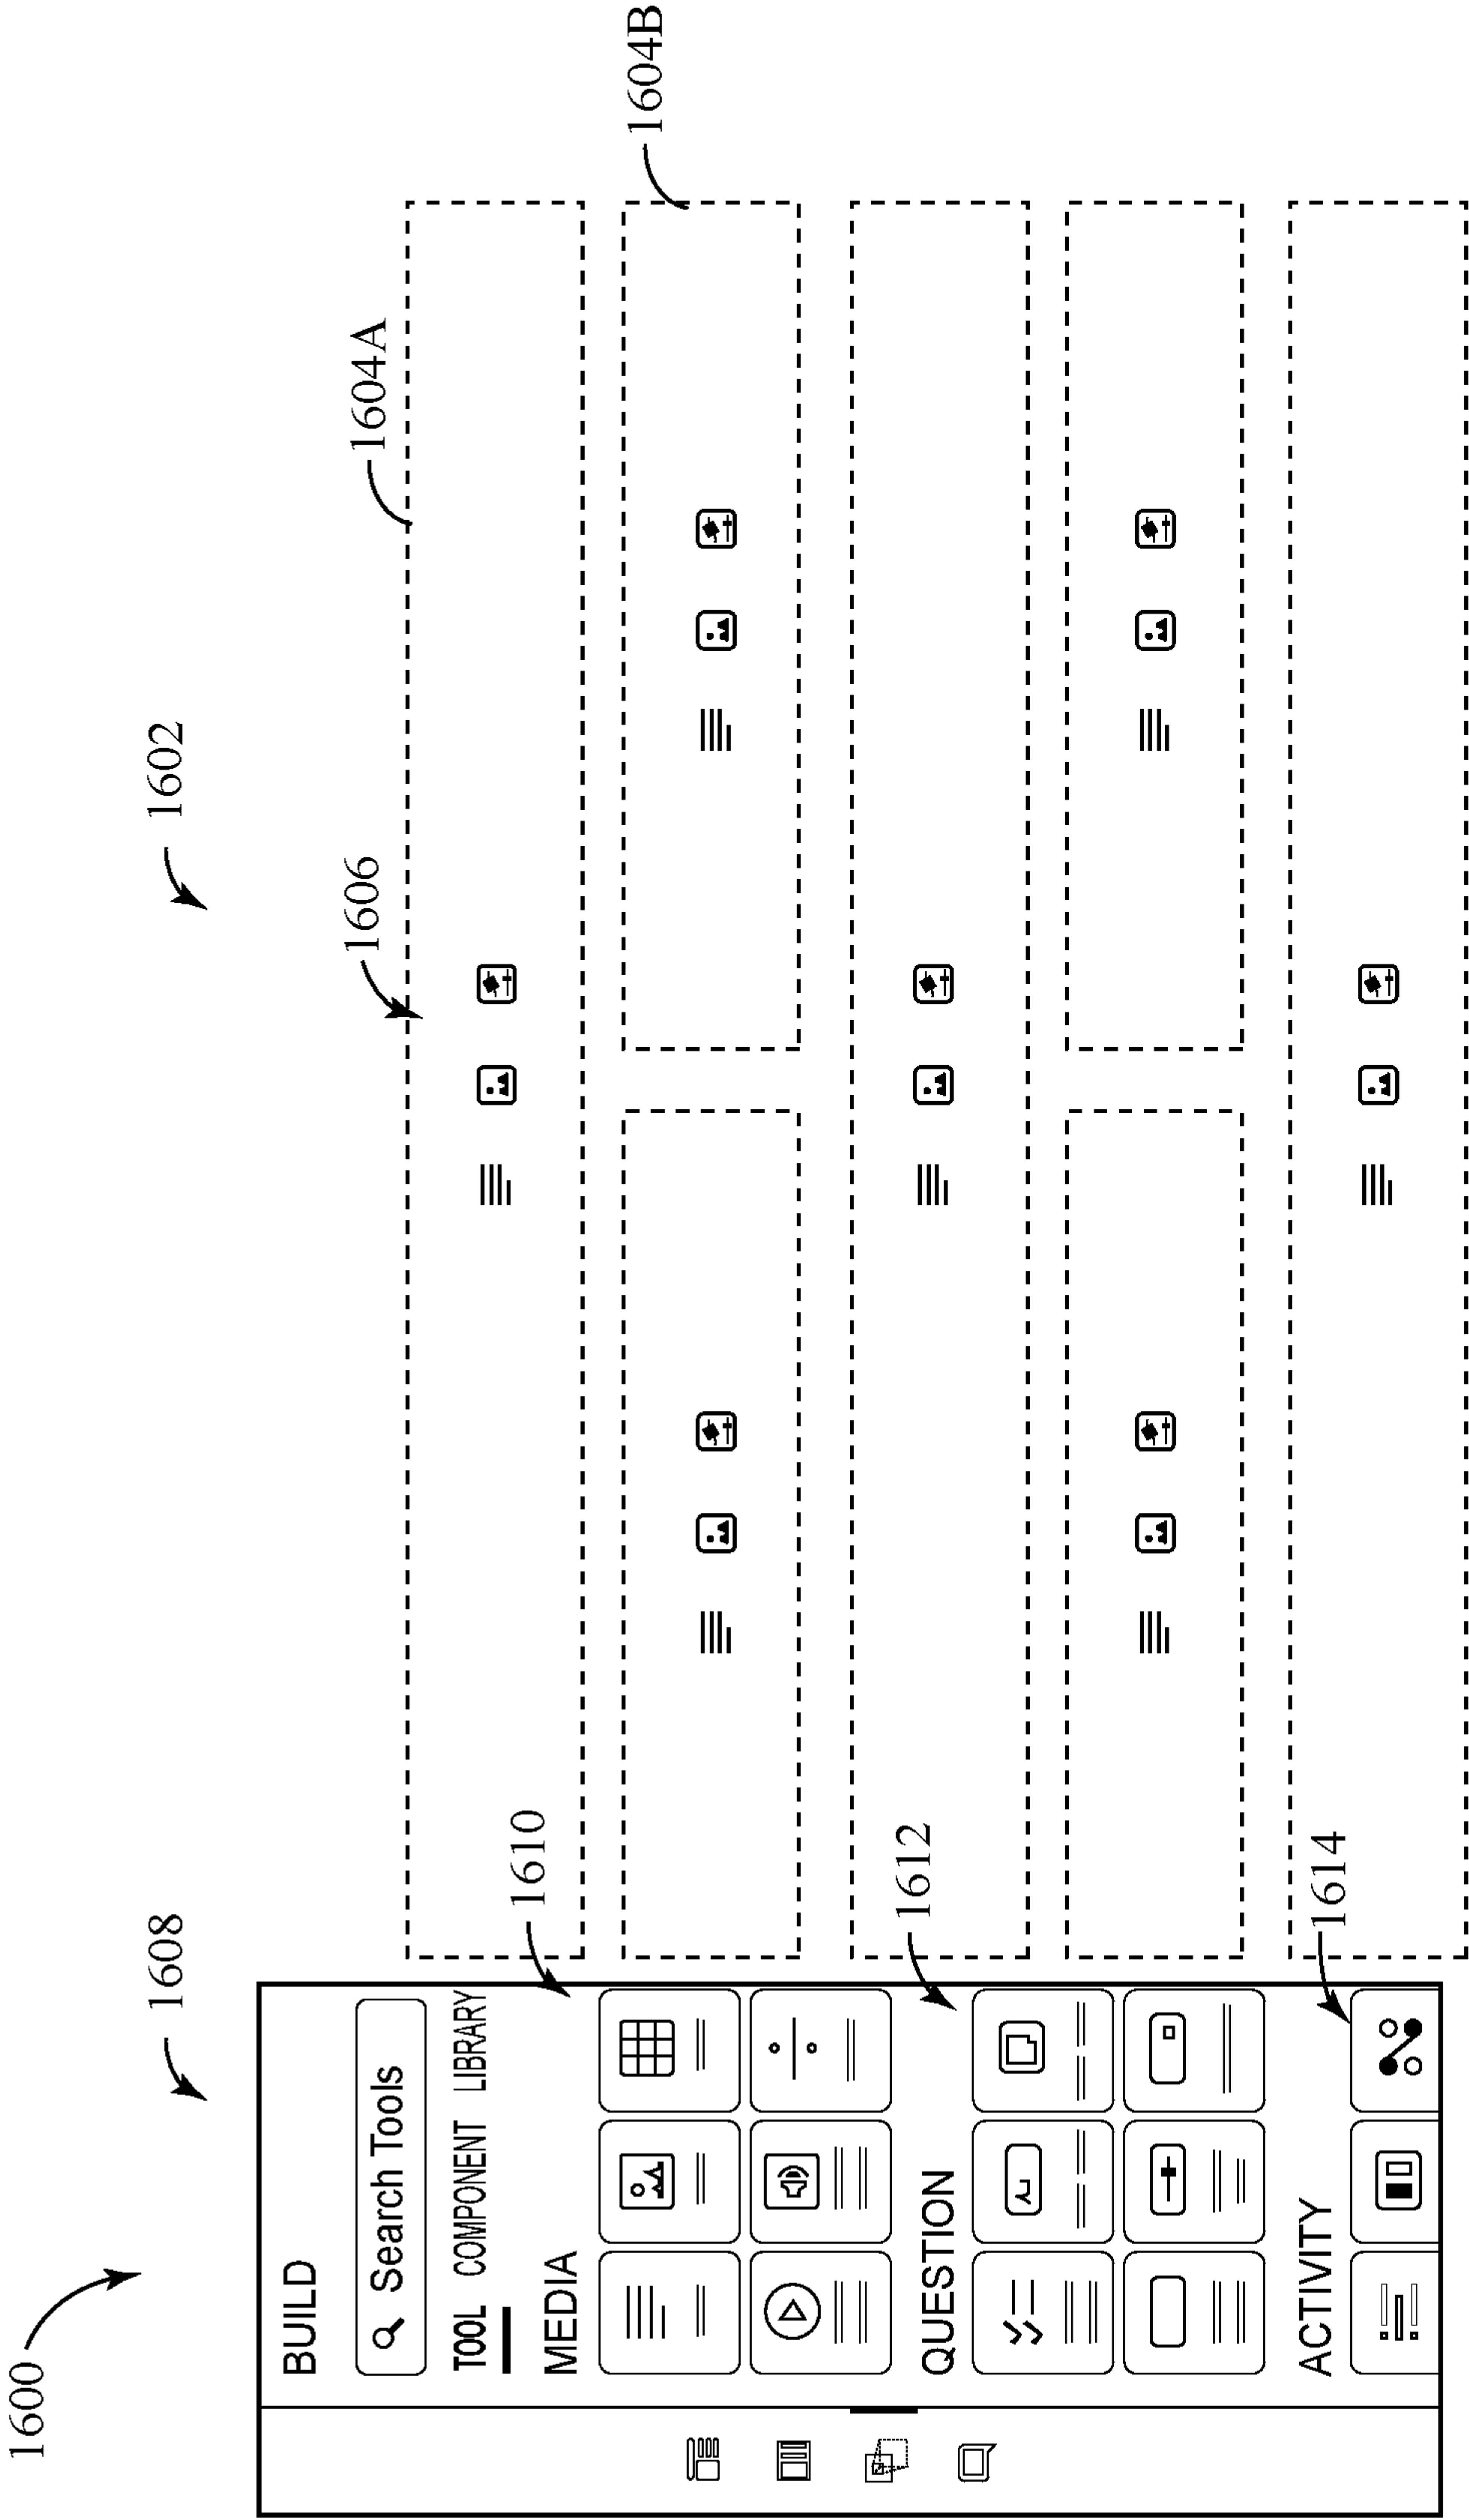 1600
1608
1602
BUILD
Search Tools
TOOL COMPONENT LIBRARY
1606
1604A
MEDIA
1610
1604B
QUESTION
1612
ACTIVITY
1614